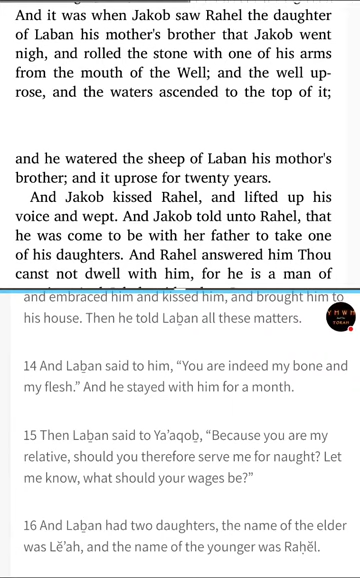 And it was when Jakob saw Rahel the daughter
of Laban his mother's brother that Jakob went
nigh, and rolled the stone with one of his arms
from the mouth of the Well; and the well up-
rose, and the waters ascended to the top of it;
and he watered the sheep of Laban his mothor's
brother; and it uprose for twenty years.
And Jakob kissed Rahel, and lifted up his
voice and wept. And Jakob told unto Rahel, that
he was come to be with her father to take one
of his daughters. And Rahel answered him Thou
canst not dwell with him, for he is a man of
and embraced him and kissed him, and brought him to
his house. Then he told Laḇan all these matters.
Y M W H
YORAH
14 And Laḇan said to him, “You are indeed my bone and
my flesh.” And he stayed with him for a month.
15 Then Laḇan said to Ya’aqoḇ, “Because you are my
relative, should you therefore serve me for naught? Let
me know, what should your wages be?”
16 And Laḇan had two daughters, the name of the elder
was Lĕ’ah, and the name of the younger was Raḥĕl.